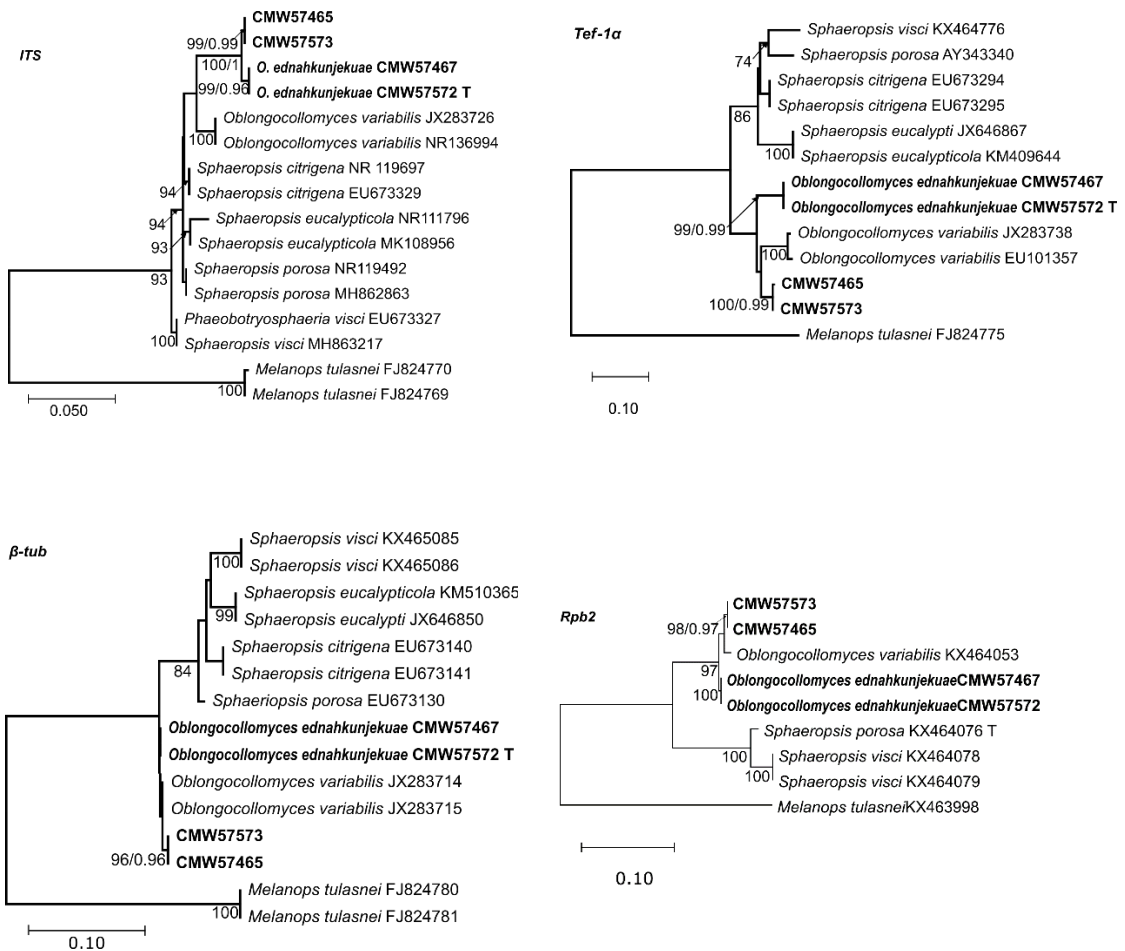 ITS
CMW57465
99/0.99
CMW57573
100/1
O. ednahkunjekuae CMW57467
99/0.96
O. ednahkunjekuae CMW57572 T
Oblongocollomyces variabilis JX283726
100
Oblongocollomyces variabilis NR136994
Sphaeropsis citrigena NR 119697
94
Sphaeropsis citrigena EU673329
94
Sphaeropsis eucalypticola NR111796
93
Sphaeropsis eucalypticola MK108956
93
Sphaeropsis porosa NR119492
Sphaeropsis porosa MH862863
Phaeobotryosphaeria visci EU673327
100
Sphaeropsis visci MH863217
Melanops tulasnei FJ824770
100
Melanops tulasnei FJ824769
0.050
Tef-1α
Sphaeropsis visci KX464776
74
Sphaeropsis porosa AY343340
Sphaeropsis citrigena EU673294
86
Sphaeropsis citrigena EU673295
Sphaeropsis eucalypti JX646867
100
Sphaeropsis eucalypticola KM409644
Oblongocollomyces ednahkunjekuae CMW57467
Oblongocollomyces ednahkunjekuae CMW57572 T
99/0.99
Oblongocollomyces variabilis JX283738
100
Oblongocollomyces variabilis EU101357
CMW57465
100/0.99
CMW57573
Melanops tulasnei FJ824775
0.10
β-tub
Sphaeropsis visci KX465085
100
Sphaeropsis visci KX465086
Sphaeropsis eucalypticola KM510365
99
Sphaeropsis eucalypti JX646850
Sphaeropsis citrigena EU673140
84
Sphaeropsis citrigena EU673141
Sphaeriopsis porosa EU673130
Oblongocollomyces ednahkunjekuae CMW57467
Oblongocollomyces ednahkunjekuae CMW57572 T
Oblongocollomyces variabilis JX283714
Oblongocollomyces variabilis JX283715
CMW57573
96/0.96
CMW57465
Melanops tulasnei FJ824780
100
Melanops tulasnei FJ824781
0.10
Rpb2
CMW57573
98/0.97
CMW57465
Oblongocollomyces variabilis KX464053
97
Oblongocollomyces ednahkunjekuaeCMW57467
100
Oblongocollomyces ednahkunjekuaeCMW57572
Sphaeropsis porosa KX464076 T
100
Sphaeropsis visci KX464078
100
Sphaeropsis visci KX464079
Melanops tulasneiKX463998
0.10